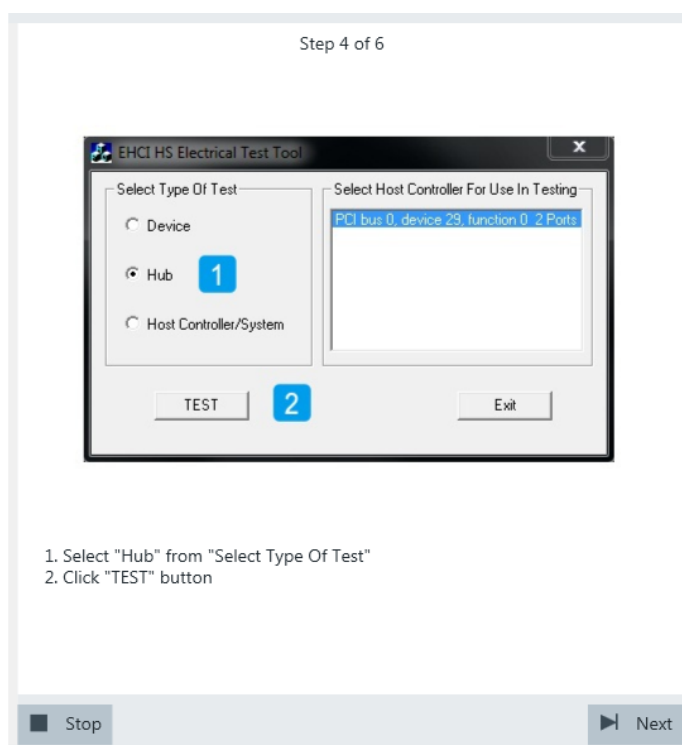 Step 4 of 6
EHCI HS Electrical Test Tool
x
Select Type Of Test
Select Host Controller For Use In Testing
Device
PCI bus 0, device 29, function 0 2 Ports
Hub
1
Host Controller/System
TEST
2
Exit
1. Select "Hub" from "Select Type Of Test"
2. Click "TEST" button
Stop
Next